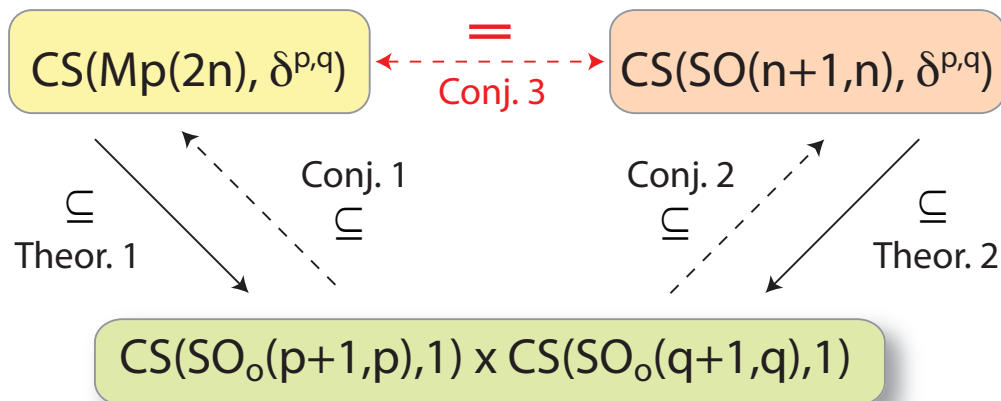 CS(Mp(2n), δ^{p,q}) = CS(SO(n+1,n), δ^{p,q})
Conj. 3
Conj. 1 Conj. 2
⊆ ⊆ ⊆ ⊆
Theor. 1 Theor. 2
CS(SO_o(p+1,p),1) x CS(SO_o(q+1,q),1)